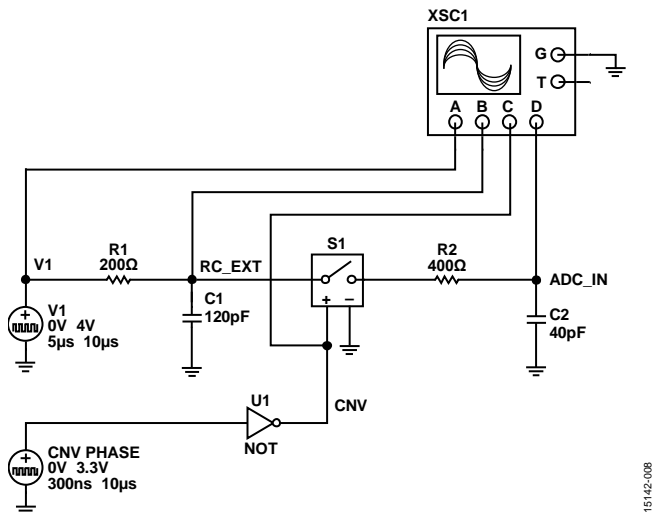 XSC1
G
T
A B C D
V1
R1
200Ω
RC_EXT
S1
R2
400Ω
ADC_IN
V1
0V 4V
5µs 10µs
C1
120pF
+ −
C2
40pF
U1
NOT
CNV
CNV PHASE
0V 3.3V
300ns 10µs
15142-008